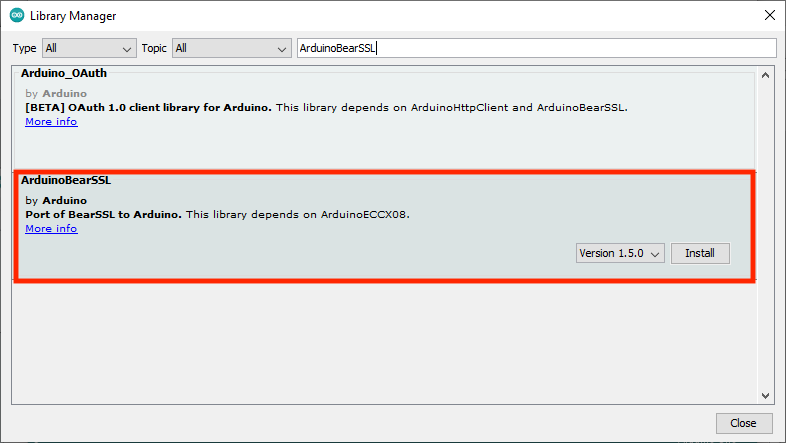 Library Manager
Type All Topic All ArduinoBearSSL
Arduino_OAuth
by Arduino
[BETA] OAuth 1.0 client library for Arduino. This library depends on ArduinoHttpClient and ArduinoBearSSL.
More info
ArduinoBearSSL
by Arduino
Port of BearSSL to Arduino. This library depends on ArduinoECCX08.
More info
Version 1.5.0 Install
Close